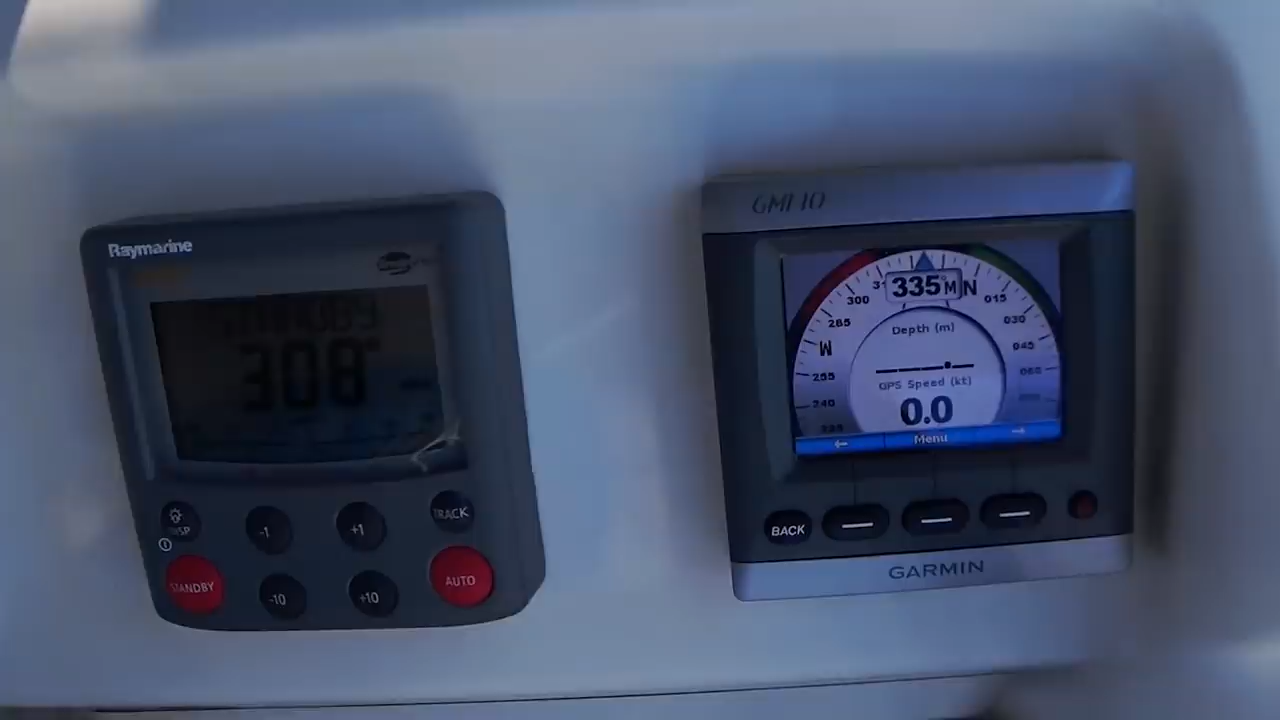 Raymarine
308°
DISP
-1
+1
TRACK
STANDBY
-10
+10
AUTO
GMI 10
335°M N
300
015
285
030
W
045
255
060
240
Depth (m)
GPS Speed (kt)
0.0
Menu
BACK
GARMIN